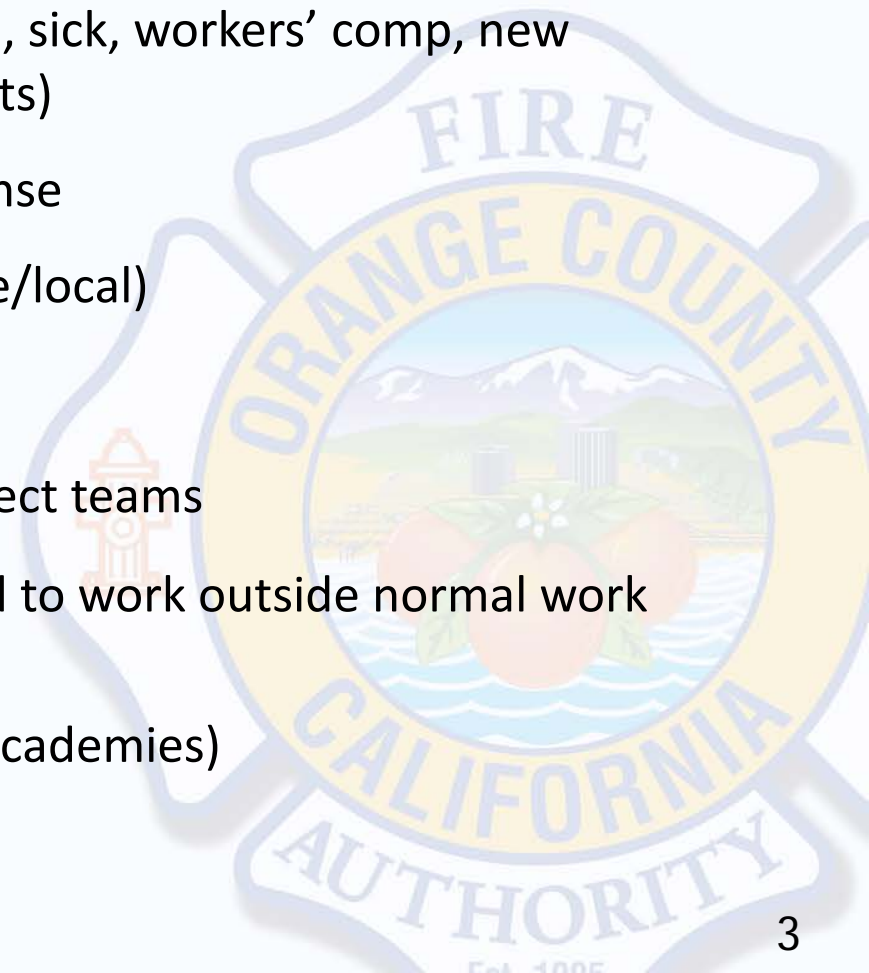 , sick, workers’ comp, new
ts)
nse
e/local)
ect teams
to work outside normal work
cademies)
FIRE
ORANGE COUNTY
CALIFORNIA
AUTHORITY
3